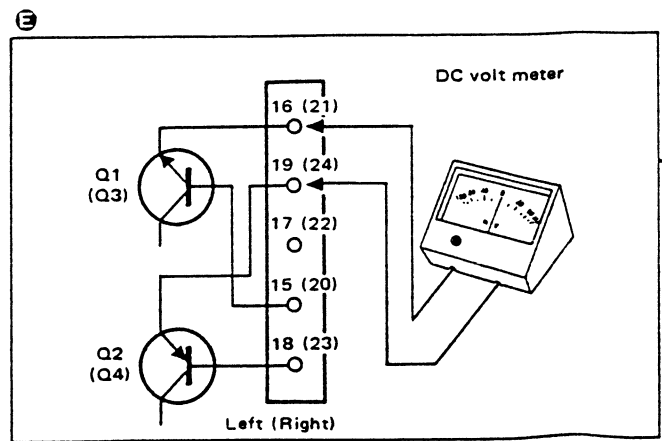 E
DC volt meter
16 (21)
19 (24)
Q1
(Q3)
17 (22)
15 (20)
18 (23)
Q2
(Q4)
Left (Right)